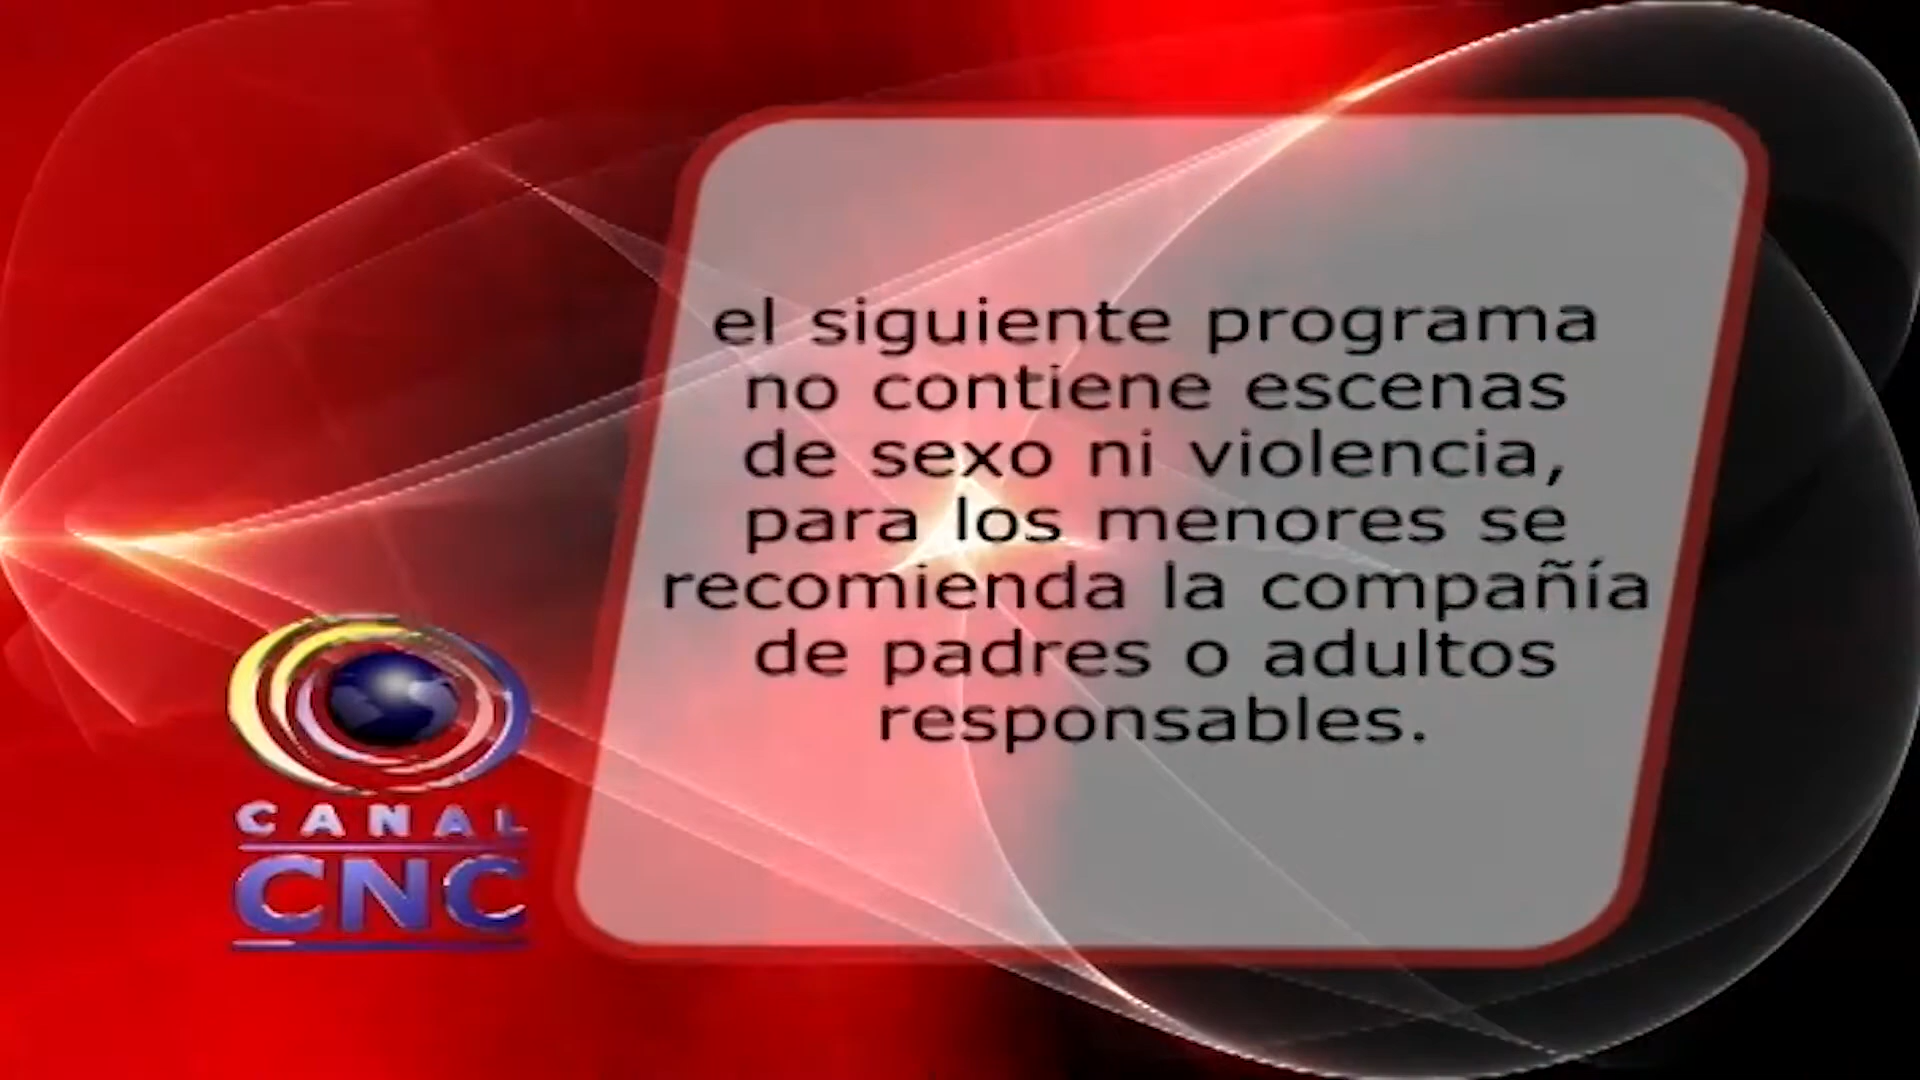 el siguiente programa
no contiene escenas
de sexo ni violencia,
para los menores se
recomienda la compañía
de padres o adultos
responsables.
CANAL
CNC